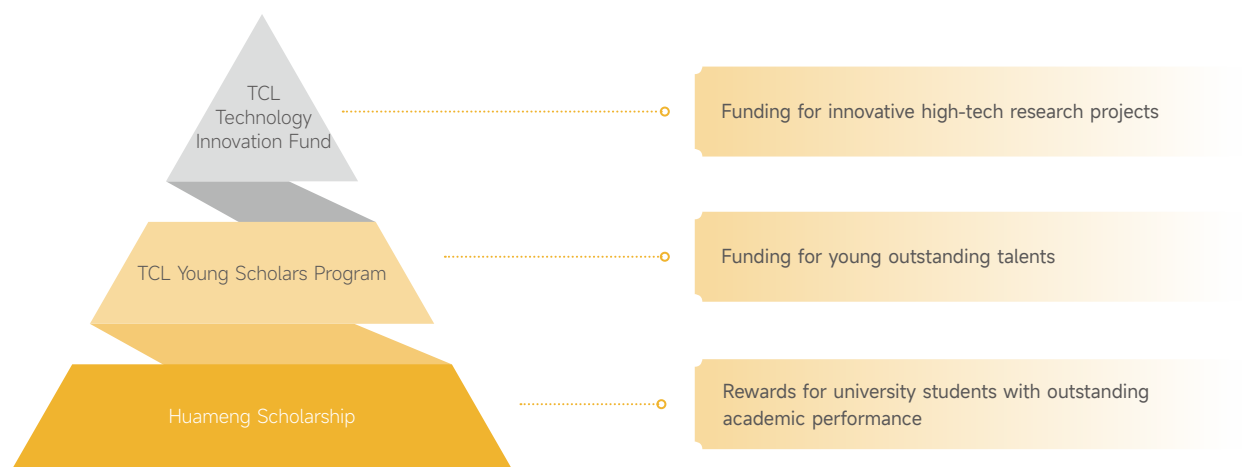 TCL
Technology
Innovation Fund
Funding for innovative high-tech research projects
TCL Young Scholars Program
Funding for young outstanding talents
Huameng Scholarship
Rewards for university students with outstanding
academic performance